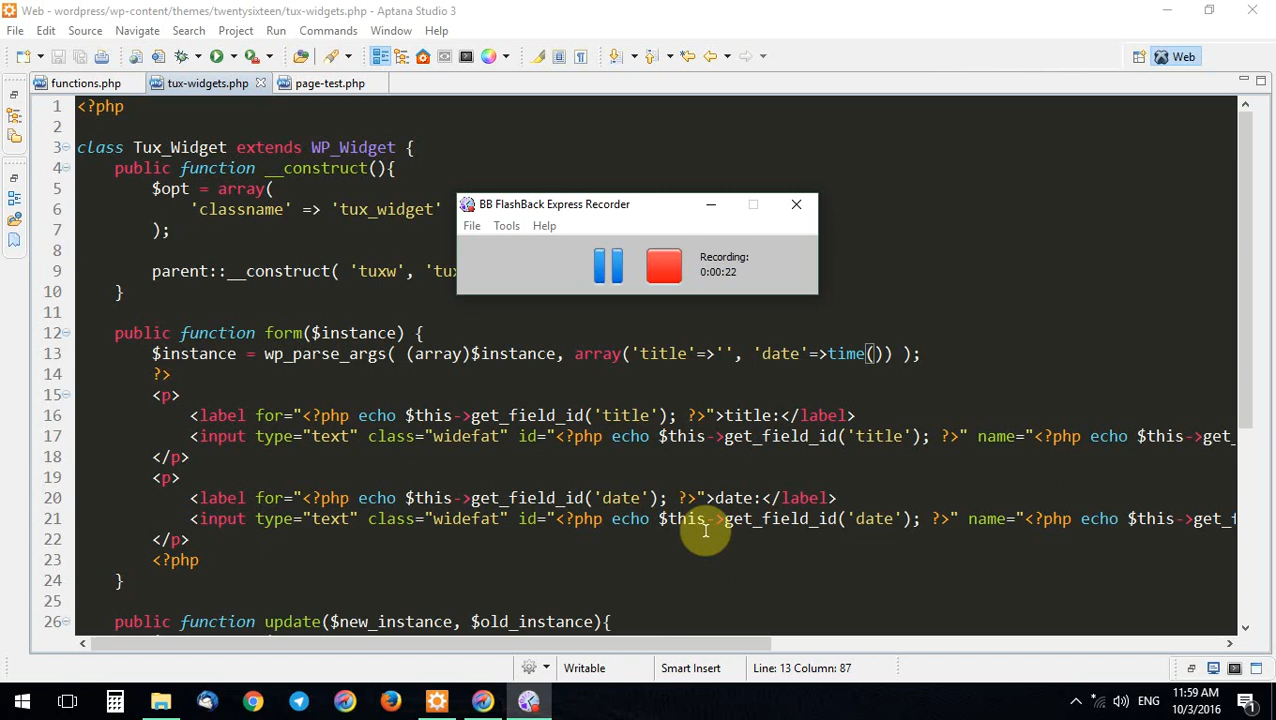 Web - wordpress/wp-content/themes/twentysixteen/tux-widgets.php - Aptana Studio 3
File Edit Source Navigate Search Project Run Commands Window Help
Web
functions.php tux-widgets.php page-test.php
1 <?php
2
3 class Tux_Widget extends WP_Widget {
4 public function __construct(){
5 $opt = array(
6 'classname' => 'tux_widget'
7 );
8
9 parent::__construct( 'tuxw', 'tu
10 }
11
12 public function form($instance) {
13 $instance = wp_parse_args( (array)$instance, array('title'=>'', 'date'=>time()) );
14 ?>
15 <p>
16 <label for="<?php echo $this->get_field_id('title'); ?>">title:</label>
17 <input type="text" class="widefat" id="<?php echo $this->get_field_id('title'); ?>" name="<?php echo $this->get_
18 </p>
19 <p>
20 <label for="<?php echo $this->get_field_id('date'); ?>">date:</label>
21 <input type="text" class="widefat" id="<?php echo $this->get_field_id('date'); ?>" name="<?php echo $this->get_f
22 </p>
23 <?php
24 }
25
26 public function update($new_instance, $old_instance){
BB FlashBack Express Recorder
File Tools Help
Recording:
0:00:22
Writable Smart Insert Line: 13 Column: 87
ENG
11:59 AM
10/3/2016
1